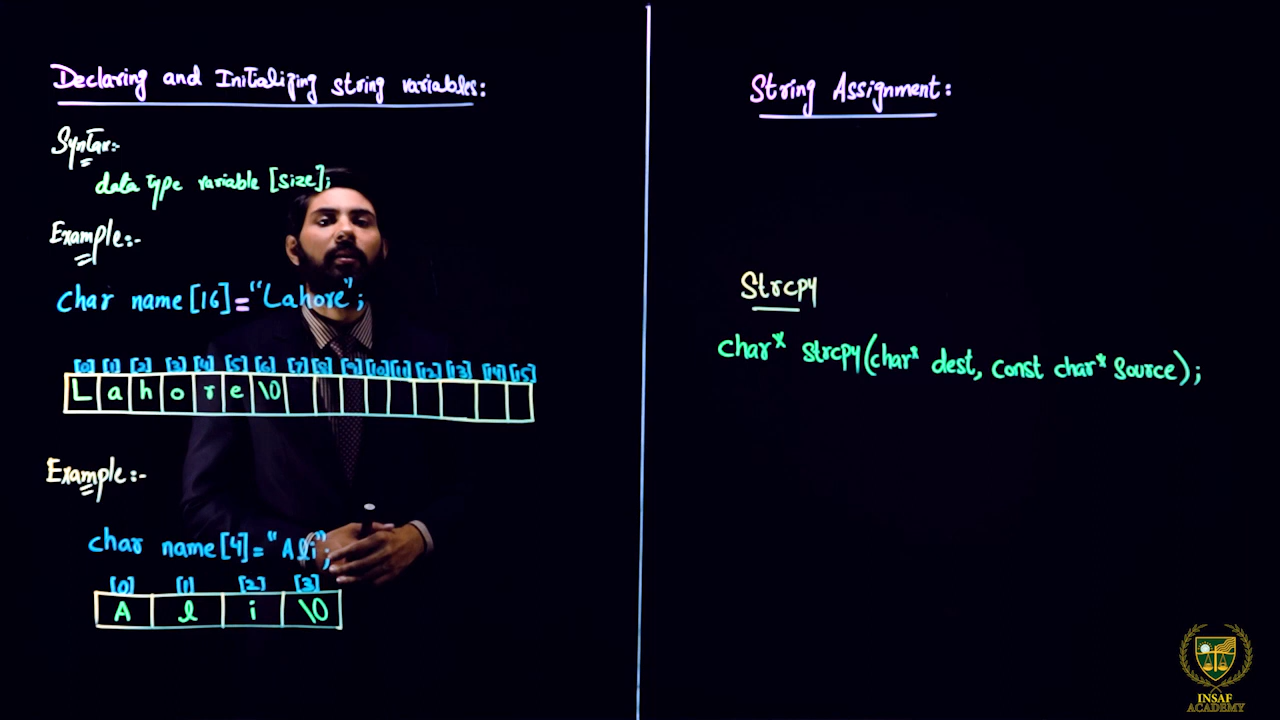 Declaring and Initializing string variables:
Syntax:-
data type variable [size];
Example:-
char name[16]="Lahore";
[0] [1] [2] [3] [4] [5] [6] [7] [8] [9] [10] [11] [12] [13] [14] [15]
L a h o r e \0
Example:-
char name[4]="Ali";
[0] [1] [2] [3]
A l i \0
String Assignment:
Strcpy
char* strcpy(char* dest, const char* source);
INSAF
ACADEMY